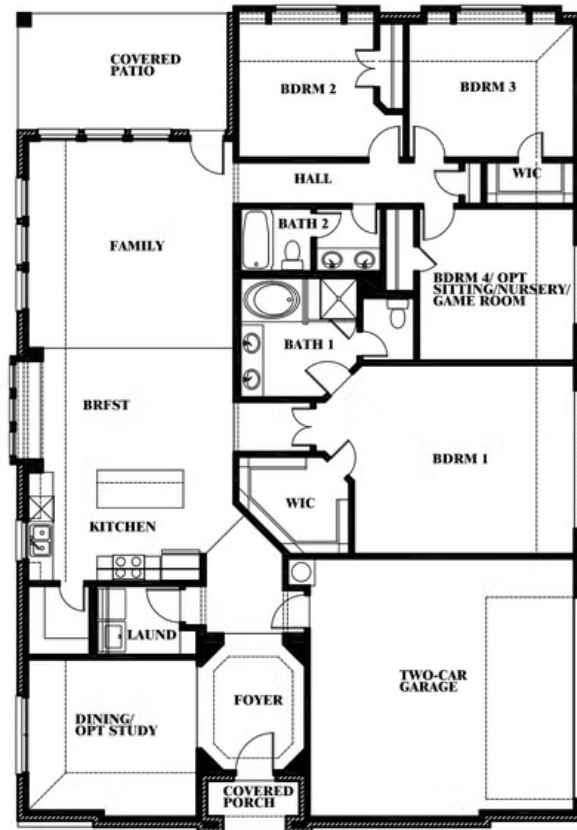 COVERED
PATIO
BDRM 2
BDRM 3
HALL
WIC
BATH 2
FAMILY
BDRM 4/ OPT
SITTING/NURSERY/
GAME ROOM
BATH 1
BRFST
BDRM 1
WIC
KITCHEN
LAUND
TWO-CAR
GARAGE
FOYER
DINING/
OPT STUDY
COVERED
PORCH